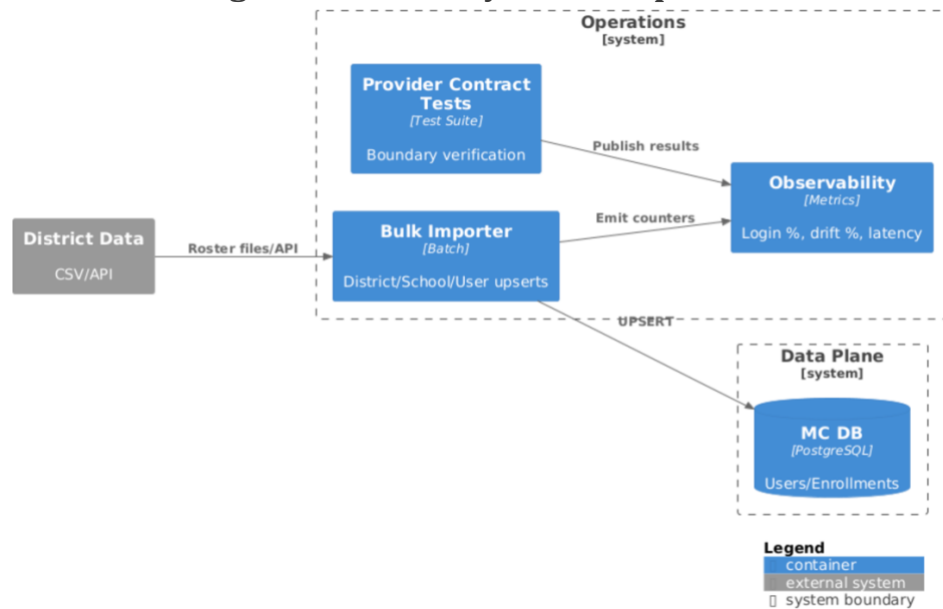 Operations
[system]
Provider Contract
Tests
[Test Suite]
Boundary verification
Publish results
Observability
[Metrics]
Login %, drift %, latency
Emit counters
Bulk Importer
[Batch]
District/School/User upserts
District Data
CSV/API
Roster files/API
UPSERT
Data Plane
[system]
MC DB
[PostgreSQL]
Users/Enrollments
Legend
container
external system
system boundary